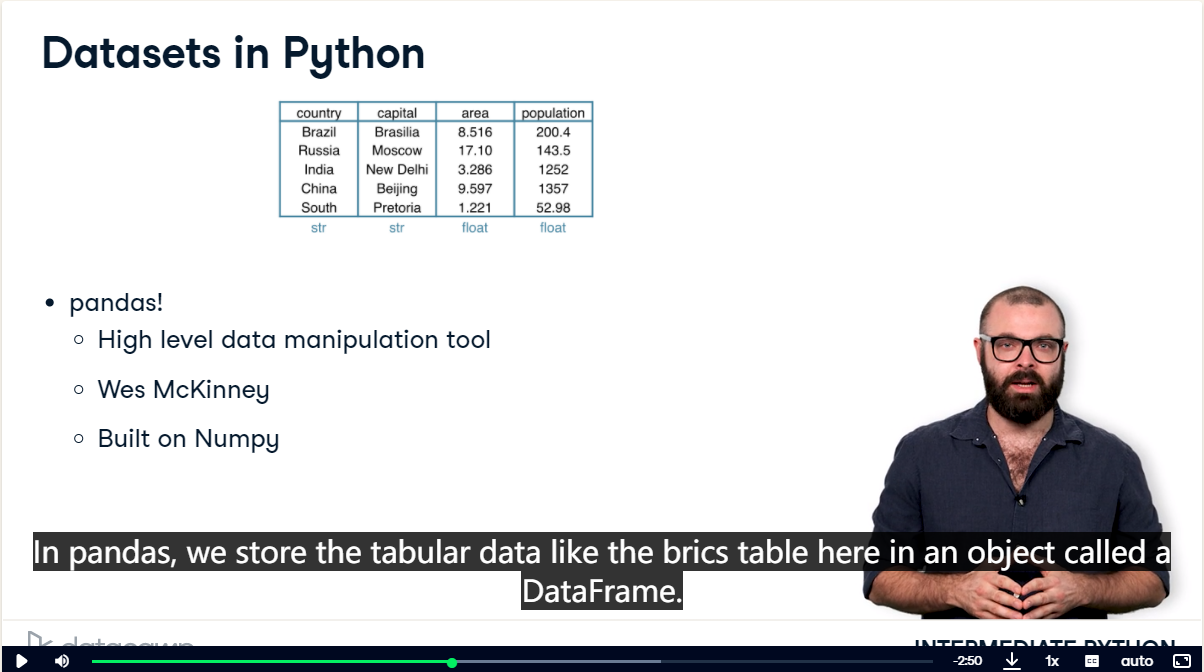 Datasets in Python
country capital area population
Brazil Brasilia 8.516 200.4
Russia Moscow 17.10 143.5
India New Delhi 3.286 1252
China Beijing 9.597 1357
South Pretoria 1.221 52.98
str str float float
pandas!
High level data manipulation tool
Wes McKinney
Built on Numpy
In pandas, we store the tabular data like the brics table here in an object called a
DataFrame.
datacamp INTERMEDIATE PYTHON
-2:50 1x CC auto